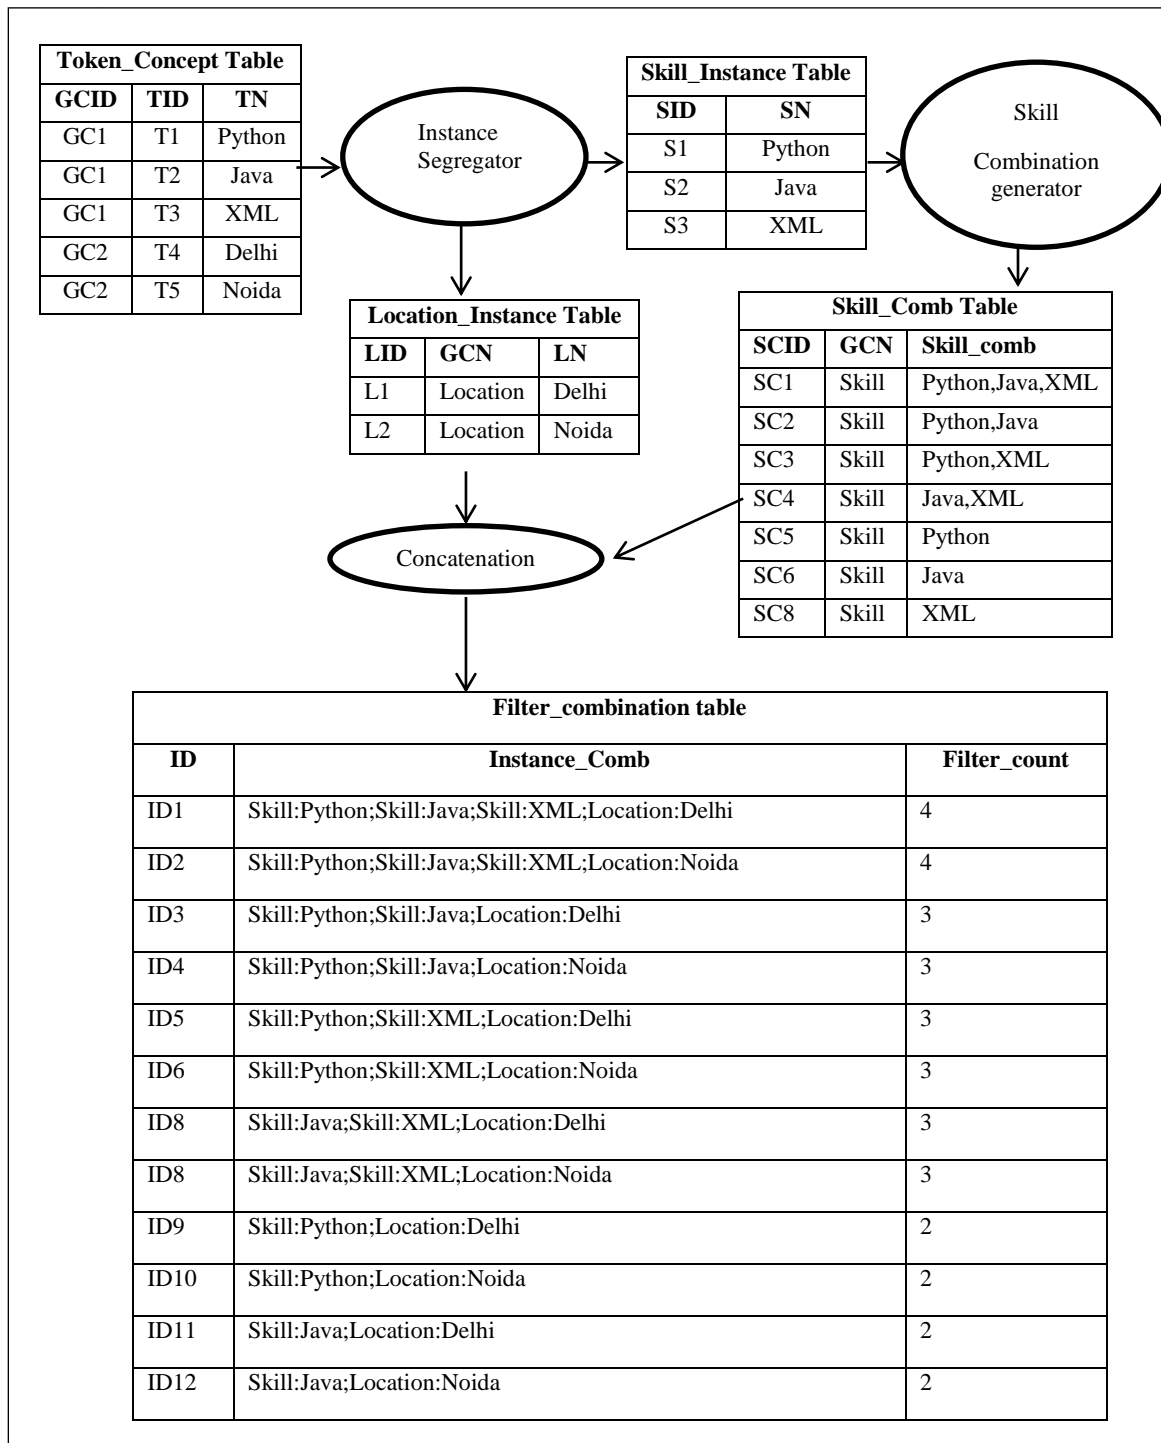 Token_Concept Table
GCID TID TN
GC1 T1 Python
GC1 T2 Java
GC1 T3 XML
GC2 T4 Delhi
GC2 T5 Noida
Instance
Segregator
Skill_Instance Table
SID SN
S1 Python
S2 Java
S3 XML
Skill
Combination
generator
Location_Instance Table
LID GCN LN
L1 Location Delhi
L2 Location Noida
Skill_Comb Table
SCID GCN Skill_comb
SC1 Skill Python,Java,XML
SC2 Skill Python,Java
SC3 Skill Python,XML
SC4 Skill Java,XML
SC5 Skill Python
SC6 Skill Java
SC8 Skill XML
Concatenation
Filter_combination table
ID Instance_Comb Filter_count
ID1 Skill:Python;Skill:Java;Skill:XML;Location:Delhi 4
ID2 Skill:Python;Skill:Java;Skill:XML;Location:Noida 4
ID3 Skill:Python;Skill:Java;Location:Delhi 3
ID4 Skill:Python;Skill:Java;Location:Noida 3
ID5 Skill:Python;Skill:XML;Location:Delhi 3
ID6 Skill:Python;Skill:XML;Location:Noida 3
ID8 Skill:Java;Skill:XML;Location:Delhi 3
ID8 Skill:Java;Skill:XML;Location:Noida 3
ID9 Skill:Python;Location:Delhi 2
ID10 Skill:Python;Location:Noida 2
ID11 Skill:Java;Location:Delhi 2
ID12 Skill:Java;Location:Noida 2